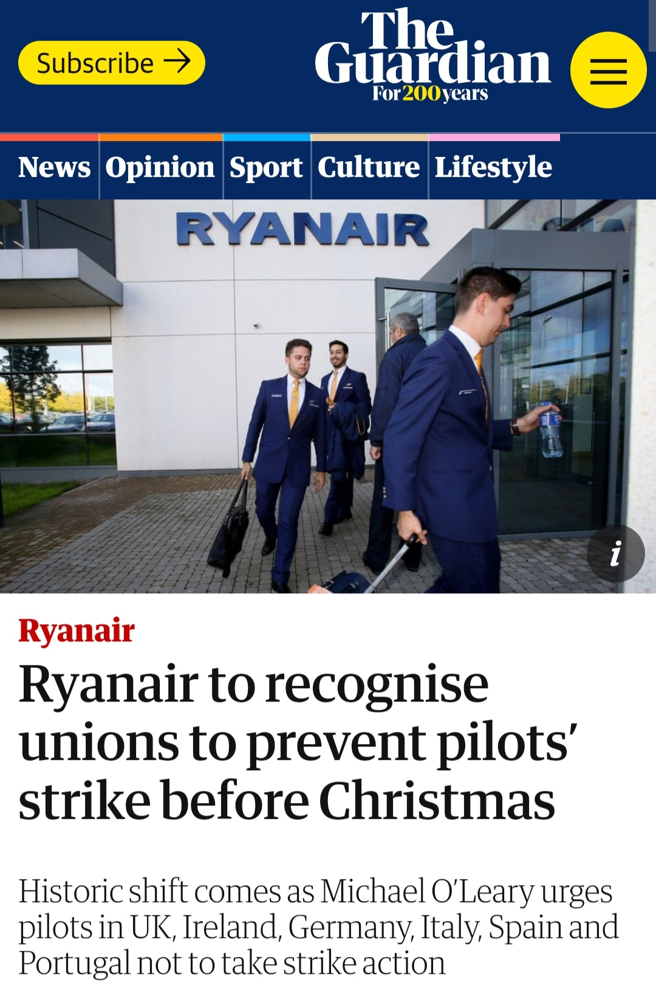 Subscribe →
The
Guardian
For 200 years
News
Opinion
Sport
Culture
Lifestyle
RYANAIR
i
Ryanair
Ryanair to recognise
unions to prevent pilots’
strike before Christmas
Historic shift comes as Michael O’Leary urges
pilots in UK, Ireland, Germany, Italy, Spain and
Portugal not to take strike action